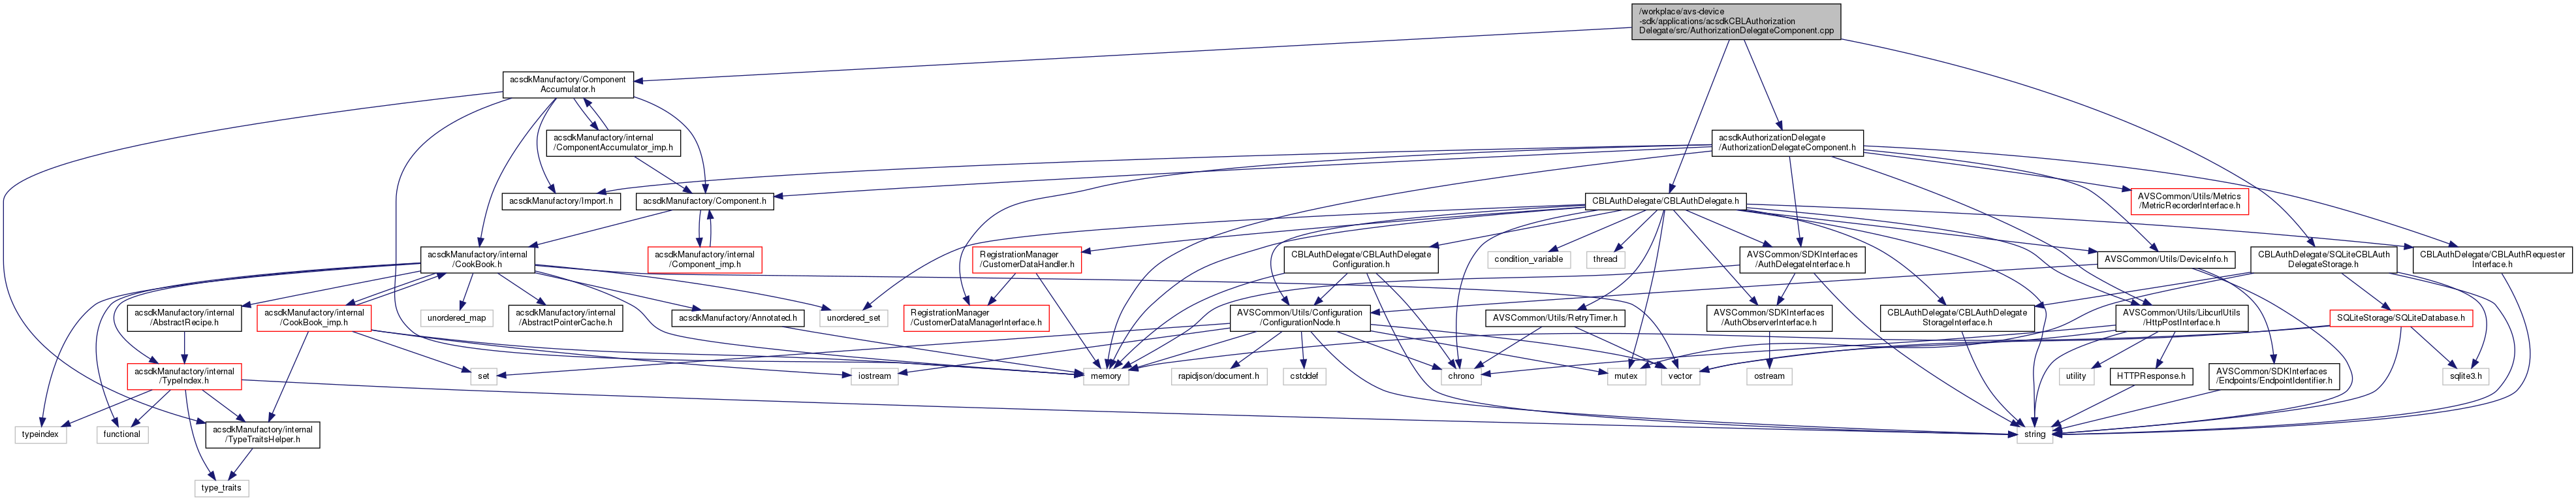 /workplace/avs-device
-sdk/applications/acsdkCBLAuthorization
Delegate/src/AuthorizationDelegateComponent.cpp
acsdkManufactory/Component
Accumulator.h
acsdkManufactory/internal
/ComponentAccumulator_imp.h
acsdkAuthorizationDelegate
/AuthorizationDelegateComponent.h
acsdkManufactory/Import.h
acsdkManufactory/Component.h
CBLAuthDelegate/CBLAuthDelegate.h
AVSCommon/Utils/Metrics
/MetricRecorderInterface.h
acsdkManufactory/internal
/CookBook.h
acsdkManufactory/internal
/Component_imp.h
RegistrationManager
/CustomerDataHandler.h
CBLAuthDelegate/CBLAuthDelegate
Configuration.h
condition_variable
thread
AVSCommon/SDKInterfaces
/AuthDelegateInterface.h
AVSCommon/Utils/DeviceInfo.h
CBLAuthDelegate/SQLiteCBLAuth
DelegateStorage.h
CBLAuthDelegate/CBLAuthRequester
Interface.h
acsdkManufactory/internal
/AbstractRecipe.h
acsdkManufactory/internal
/CookBook_imp.h
unordered_map
acsdkManufactory/internal
/AbstractPointerCache.h
acsdkManufactory/Annotated.h
unordered_set
RegistrationManager
/CustomerDataManagerInterface.h
AVSCommon/Utils/Configuration
/ConfigurationNode.h
AVSCommon/Utils/RetryTimer.h
AVSCommon/SDKInterfaces
/AuthObserverInterface.h
CBLAuthDelegate/CBLAuthDelegate
StorageInterface.h
AVSCommon/Utils/LibcurlUtils
/HttpPostInterface.h
SQLiteStorage/SQLiteDatabase.h
acsdkManufactory/internal
/TypeIndex.h
set
iostream
memory
rapidjson/document.h
cstddef
chrono
mutex
vector
ostream
utility
HTTPResponse.h
AVSCommon/SDKInterfaces
/Endpoints/EndpointIdentifier.h
sqlite3.h
typeindex
functional
acsdkManufactory/internal
/TypeTraitsHelper.h
string
type_traits